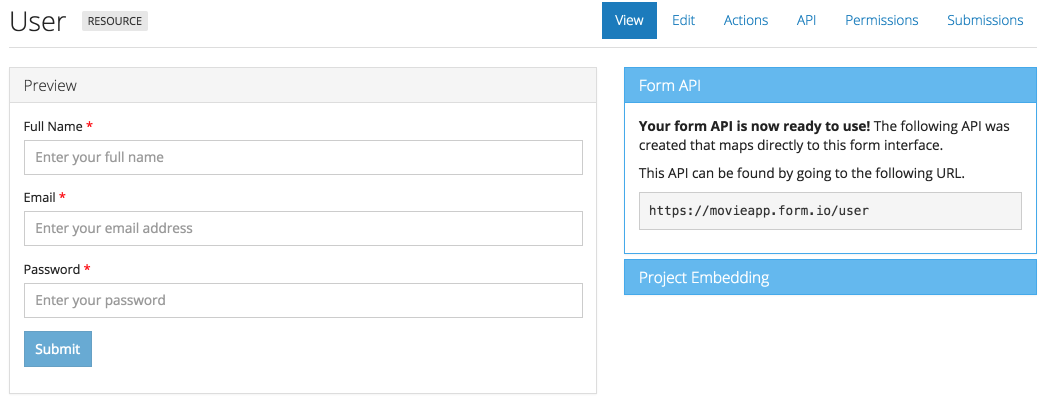 User RESOURCE View Edit Actions API Permissions Submissions
Preview
Full Name *
Enter your full name
Email *
Enter your email address
Password *
Enter your password
Submit
Form API
Your form API is now ready to use! The following API was
created that maps directly to this form interface.
This API can be found by going to the following URL.
https://movieapp.form.io/user
Project Embedding